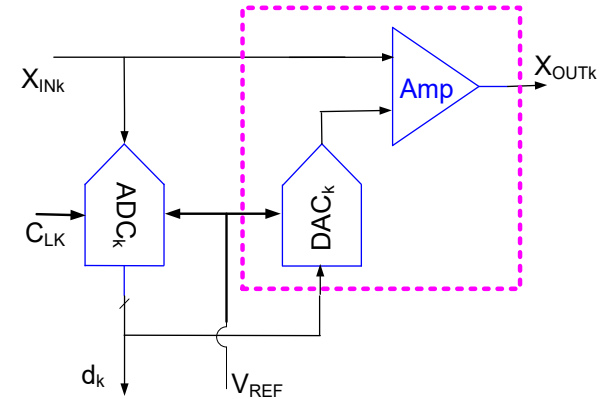 X_INk
X_OUTk
Amp
ADC_k
DAC_k
C_LK
d_k
V_REF